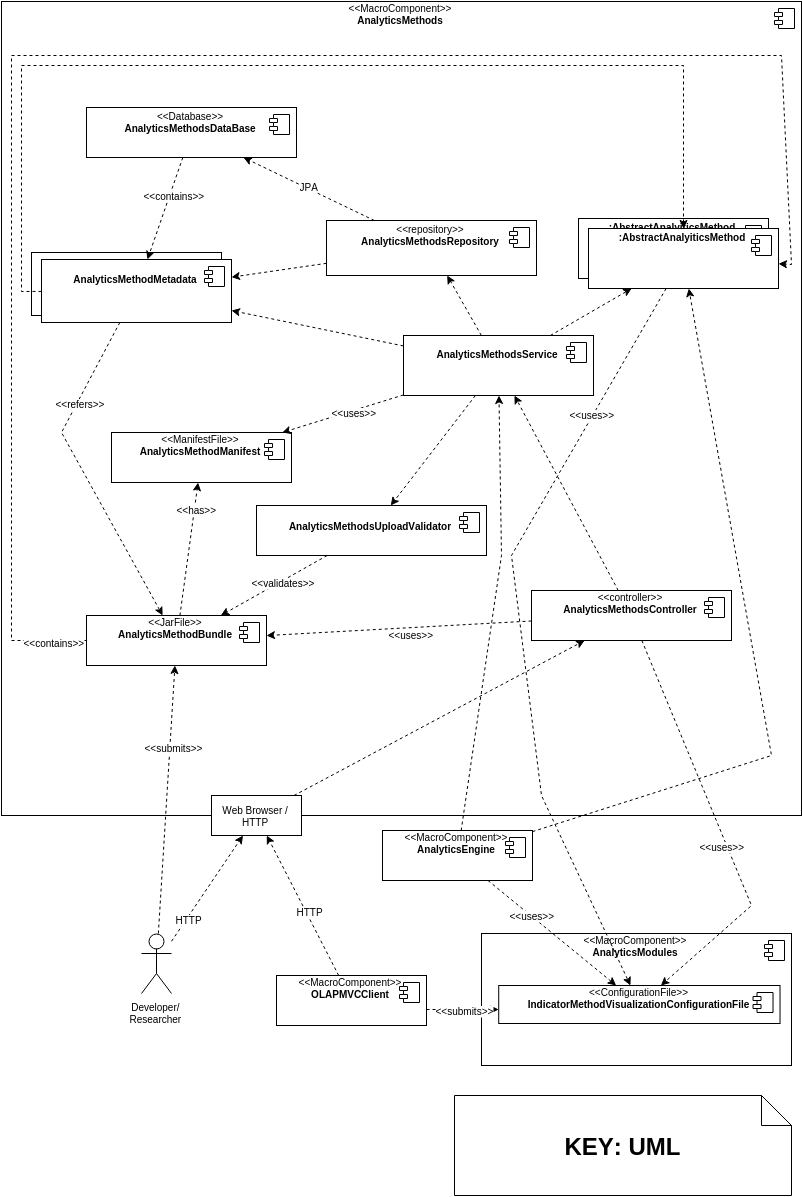 <<MacroComponent>>
AnalyticsMethods
<<Database>>
AnalyticsMethodsDataBase
<<contains>>
JPA
<<repository>>
AnalyticsMethodsRepository
:AbstractAnalyiticMethod
:AbstractAnalyiticMethod
AnalyticsMethodMetadata
AnalyticsMethodsService
<<refers>>
<<uses>>
<<uses>>
<<ManifestFile>>
AnalyticsMethodManifest
<<has>>
AnalyticsMethodsUploadValidator
<<validates>>
<<controller>>
AnalyticsMethodsController
<<JarFile>>
AnalyticsMethodBundle
<<contains>>
<<uses>>
<<submits>>
Web Browser /
HTTP
<<MacroComponent>>
AnalyticsEngine
<<uses>>
HTTP
HTTP
<<uses>>
<<MacroComponent>>
AnalyticsModules
<<MacroComponent>>
OLAPMVCClient
<<ConfigurationFile>>
IndicatorMethodVisualizationConfigurationFile
<<submits>>
Developer/
Researcher
KEY: UML